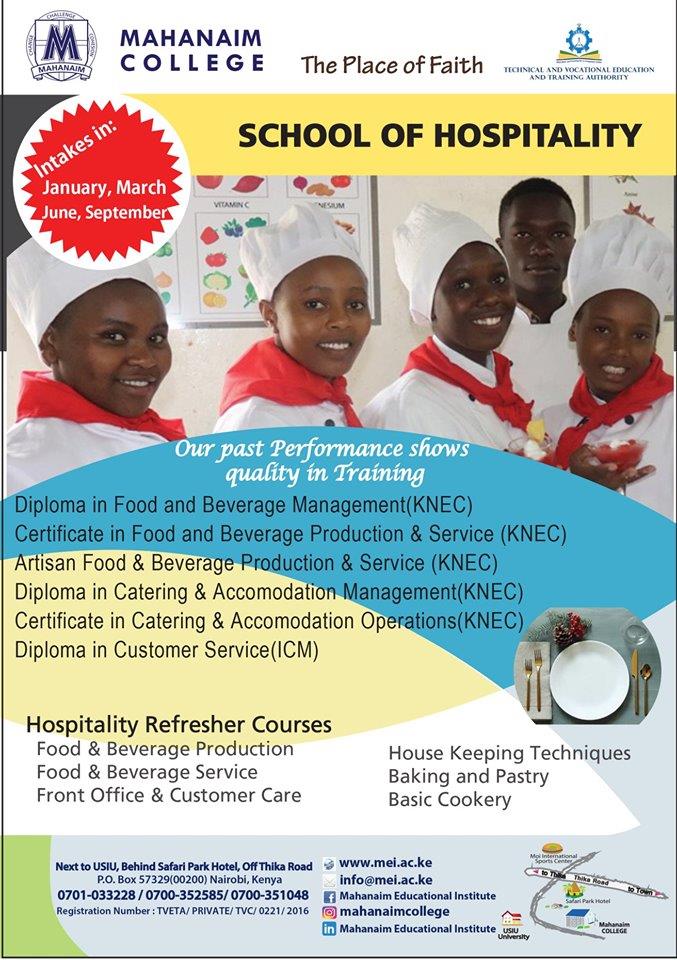 CHALLENGE
CHANGE
COHESION
MAHANAIM
MAHANAIM
COLLEGE
The Place of Faith
TECHNICAL AND VOCATIONAL EDUCATION
AND TRAINING AUTHORITY
Intakes in:
January, March
June, September
SCHOOL OF HOSPITALITY
VITAMIN C
Our past Performance shows
quality in Training
Diploma in Food and Beverage Management(KNEC)
Certificate in Food and Beverage Production & Service (KNEC)
Artisan Food & Beverage Production & Service (KNEC)
Diploma in Catering & Accomodation Management(KNEC)
Certificate in Catering & Accomodation Operations(KNEC)
Diploma in Customer Service(ICM)
Hospitality Refresher Courses
Food & Beverage Production
Food & Beverage Service
Front Office & Customer Care
House Keeping Techniques
Baking and Pastry
Basic Cookery
Next to USIU, Behind Safari Park Hotel, Off Thika Road
P.O. Box 57329(00200) Nairobi, Kenya
0701-033228 / 0700-352585/ 0700-351048
Registration Number : TVETA/ PRIVATE/ TVC/ 0221/ 2016
www.mei.ac.ke
info@mei.ac.ke
Mahanaim Educational Institute
mahanaimcollege
Mahanaim Educational Institute
Moi International
Sports Center
to Thika
Thika Road
to Town
Safari Park Hotel
USIU
University
Mahanaim
COLLEGE